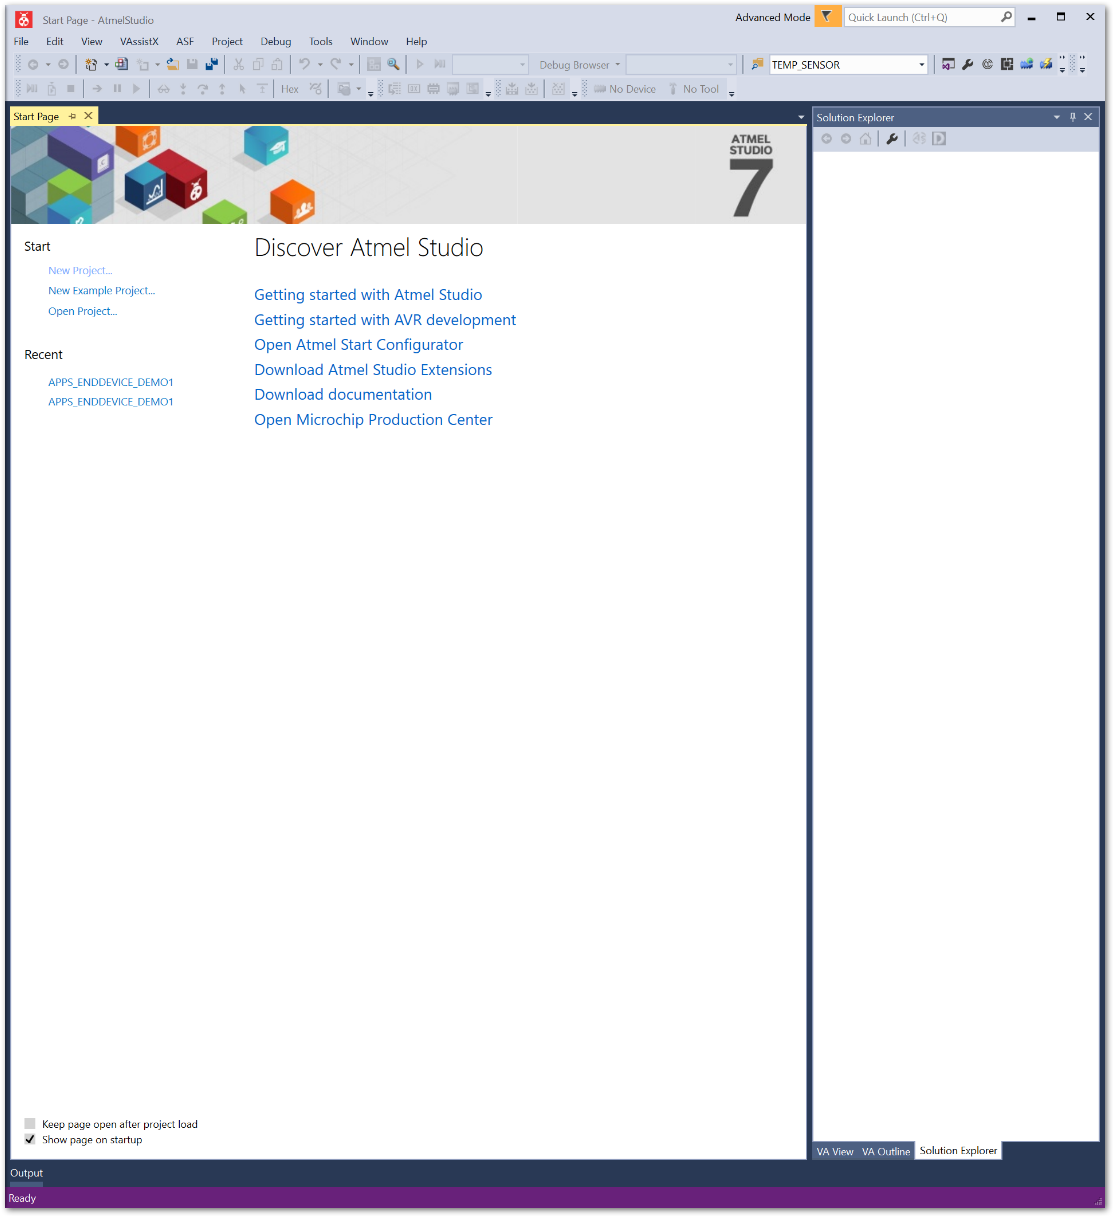 Start Page - AtmelStudio
Advanced Mode
Quick Launch (Ctrl+Q)
File Edit View VAssistX ASF Project Debug Tools Window Help
Debug Browser
TEMP_SENSOR
Hex
No Device
No Tool
Start Page
ATMEL
STUDIO
7
Start
New Project...
New Example Project...
Open Project...
Recent
APPS_ENDDEVICE_DEMO1
APPS_ENDDEVICE_DEMO1
Discover Atmel Studio
Getting started with Atmel Studio
Getting started with AVR development
Open Atmel Start Configurator
Download Atmel Studio Extensions
Download documentation
Open Microchip Production Center
Keep page open after project load
Show page on startup
Solution Explorer
VA View VA Outline Solution Explorer
Output
Ready